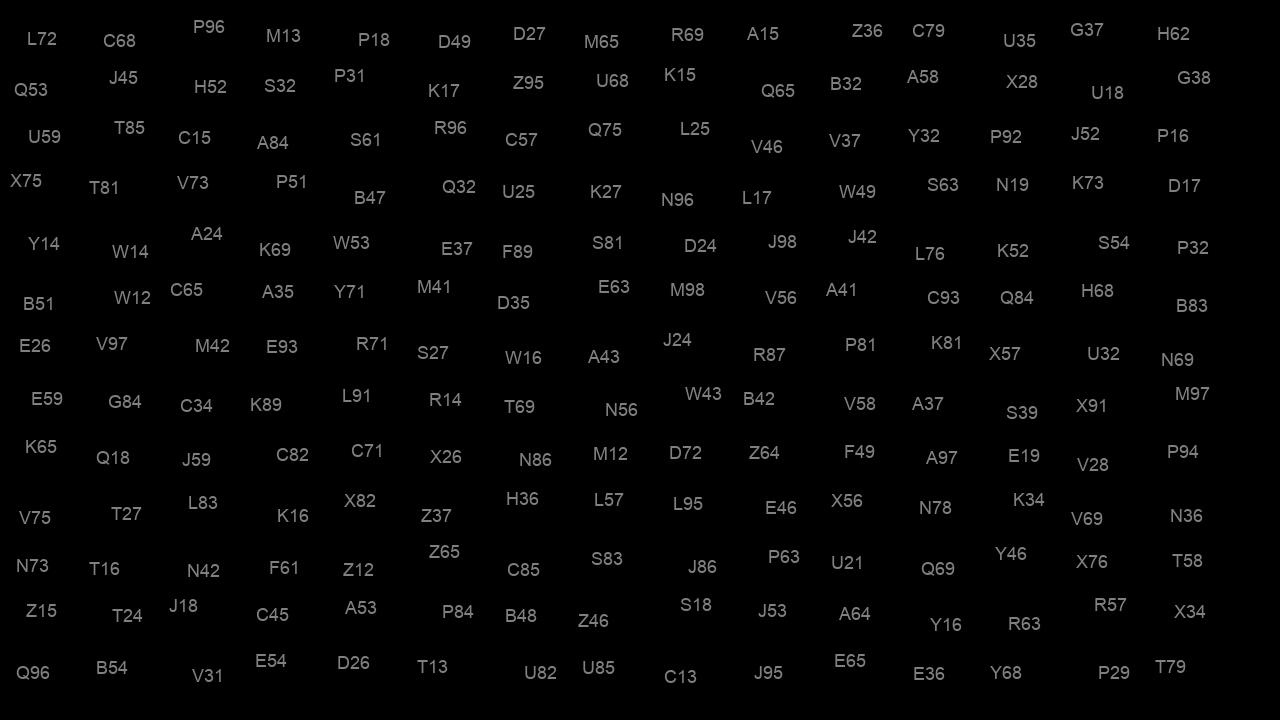 L72 C68 P96 M13 P18 D49 D27 M65 R69 A15 Z36 C79 U35 G37 H62
Q53 J45 H52 S32 P31 K17 Z95 U68 K15 Q65 B32 A58 X28 U18 G38
U59 T85 C15 A84 S61 R96 C57 Q75 L25 V46 V37 Y32 P92 J52 P16
X75 T81 V73 P51 B47 Q32 U25 K27 N96 L17 W49 S63 N19 K73 D17
Y14 W14 A24 K69 W53 E37 F89 S81 D24 J98 J42 L76 K52 S54 P32
B51 W12 C65 A35 Y71 M41 D35 E63 M98 V56 A41 C93 Q84 H68 B83
E26 V97 M42 E93 R71 S27 W16 A43 J24 R87 P81 K81 X57 U32 N69
E59 G84 C34 K89 L91 R14 T69 N56 W43 B42 V58 A37 S39 X91 M97
K65 Q18 J59 C82 C71 X26 N86 M12 D72 Z64 F49 A97 E19 V28 P94
V75 T27 L83 K16 X82 Z37 H36 L57 L95 E46 X56 N78 K34 V69 N36
N73 T16 N42 F61 Z12 Z65 C85 S83 J86 P63 U21 Q69 Y46 X76 T58
Z15 T24 J18 C45 A53 P84 B48 Z46 S18 J53 A64 Y16 R63 R57 X34
Q96 B54 V31 E54 D26 T13 U82 U85 C13 J95 E65 E36 Y68 P29 T79